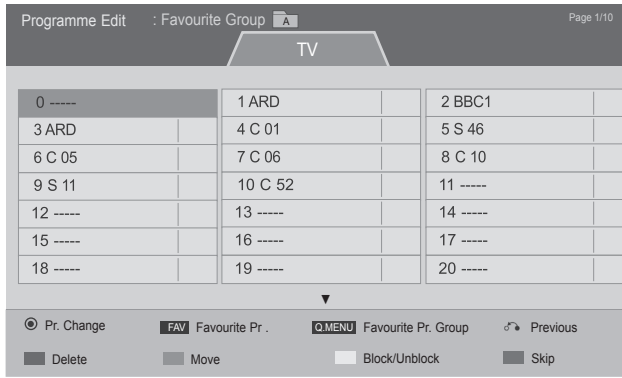 Programme Edit : Favourite Group A Page 1/10
TV
0 ----- 1 ARD 2 BBC1
3 ARD 4 C 01 5 S 46
6 C 05 7 C 06 8 C 10
9 S 11 10 C 52 11 -----
12 ----- 13 ----- 14 -----
15 ----- 16 ----- 17 -----
18 ----- 19 ----- 20 -----
Pr. Change FAV Favourite Pr . Q.MENU Favourite Pr. Group Previous
Delete Move Block/Unblock Skip